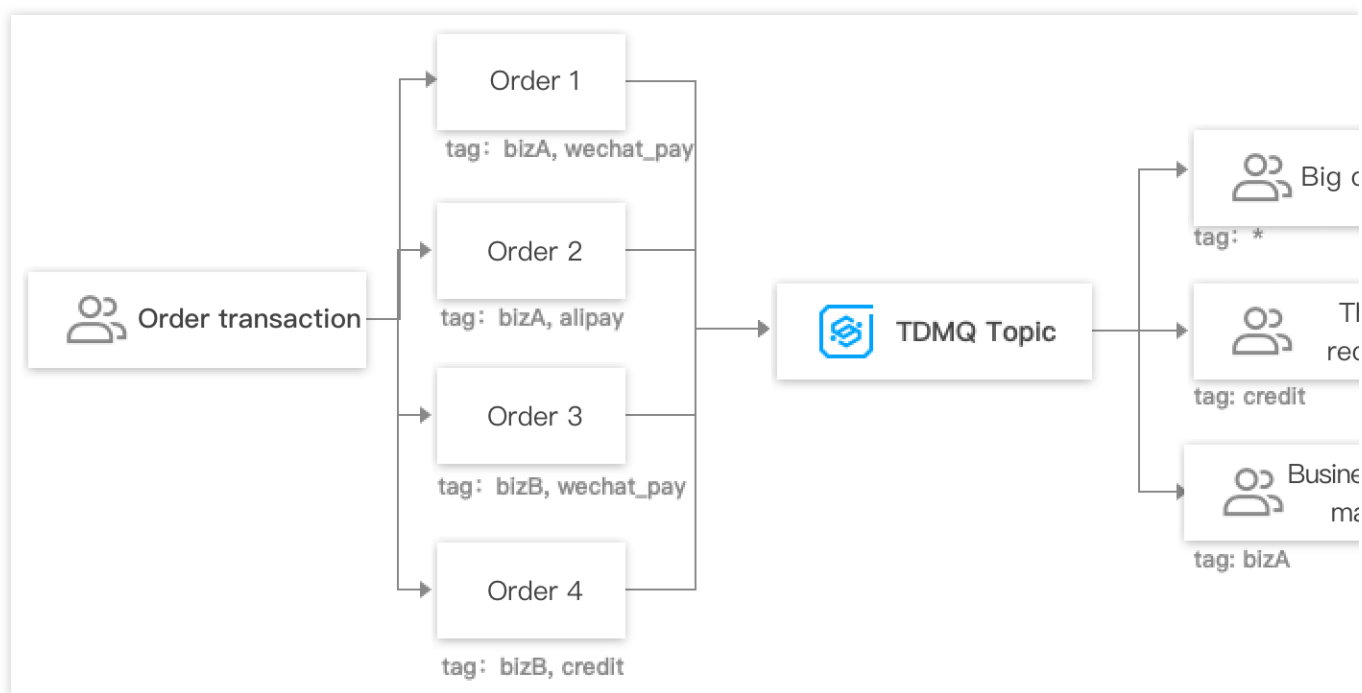 Order 1
tag：bizA, wechat_pay
Order 2
tag：bizA, alipay
Order 3
tag：bizB, wechat_pay
Order 4
tag：bizB, credit
Order transaction
TDMQ Topic
Big
tag：*
tag: credit
tag: bizA